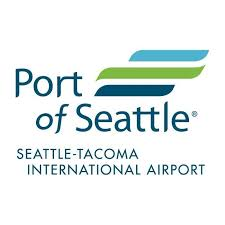 Port
of Seattle®
SEATTLE-TACOMA
INTERNATIONAL AIRPORT